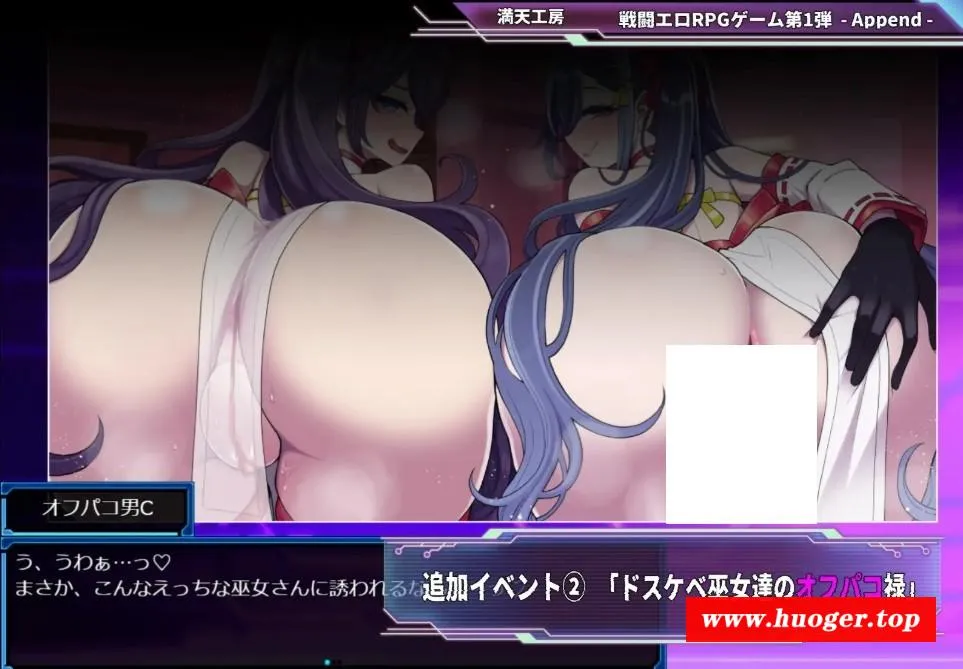 満天工房
戦闘エロRPGゲーム第1弾 - Append -
オフパコ男C
う、うわぁ…っ♡
まさか、こんなえっちな巫女さんに誘われるな
追加イベント② 「ドスケベ巫女達のオフパコ禄」
www.huoger.top